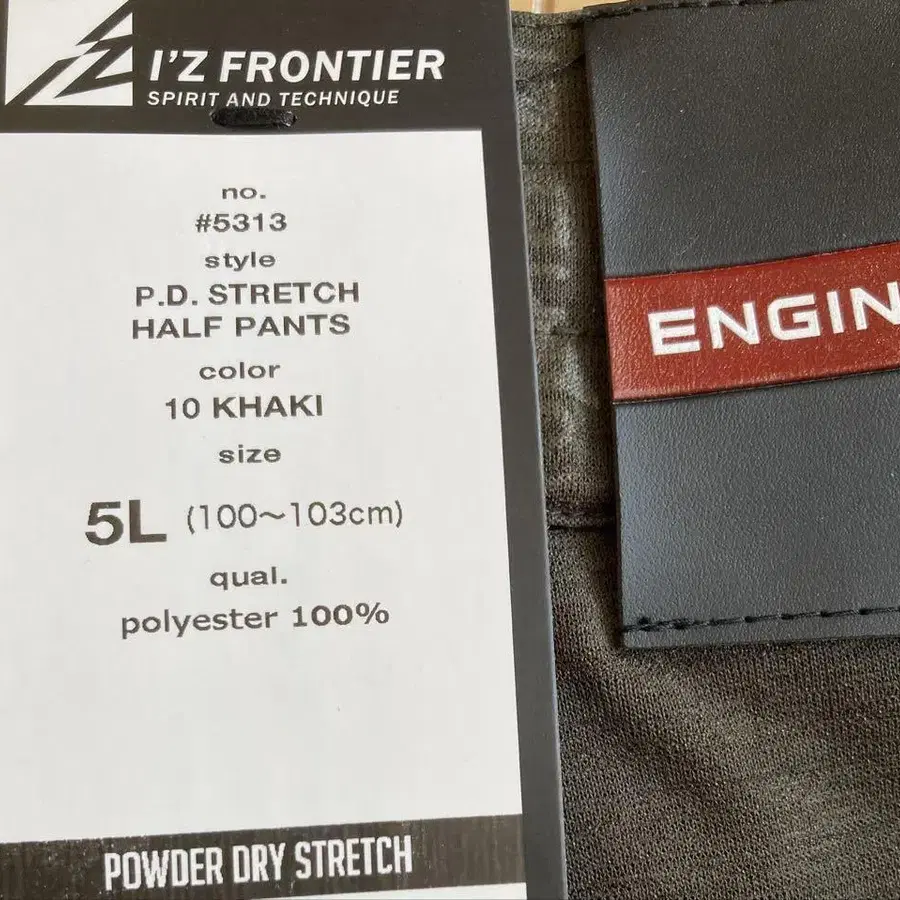 I'Z FRONTIER
SPIRIT AND TECHNIQUE
no.
#5313
style
P.D. STRETCH
HALF PANTS
color
10 KHAKI
size
5L (100～103cm)
qual.
polyester 100%
POWDER DRY STRETCH
ENGIN